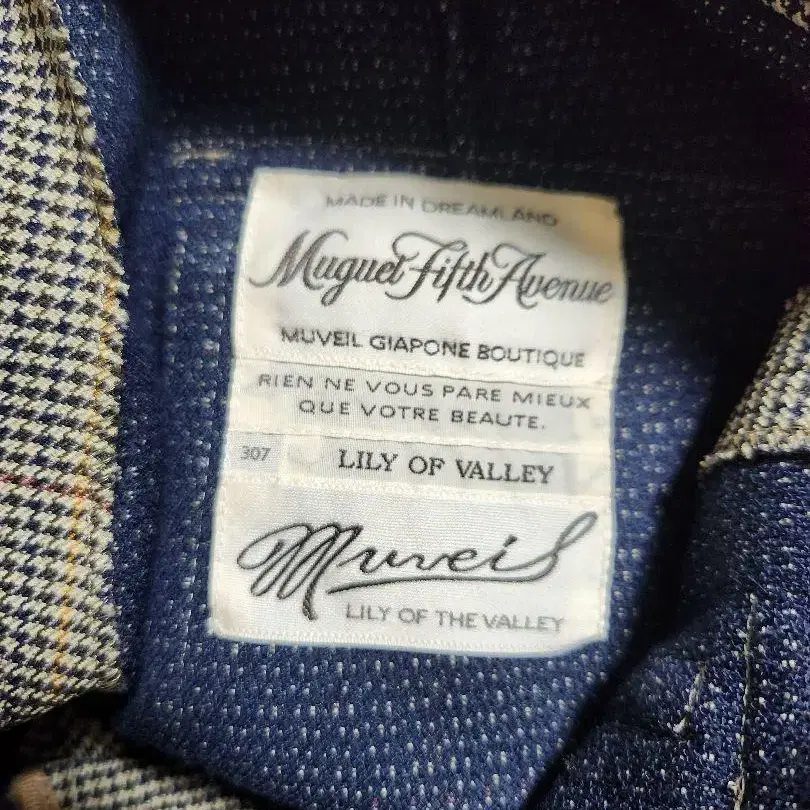 MADE IN DREAMLAND
Muguet Fifth Avenue
MUVEIL GIAPONE BOUTIQUE
RIEN NE VOUS PARE MIEUX
QUE VOTRE BEAUTE.
307 LILY OF VALLEY
Muveil
LILY OF THE VALLEY